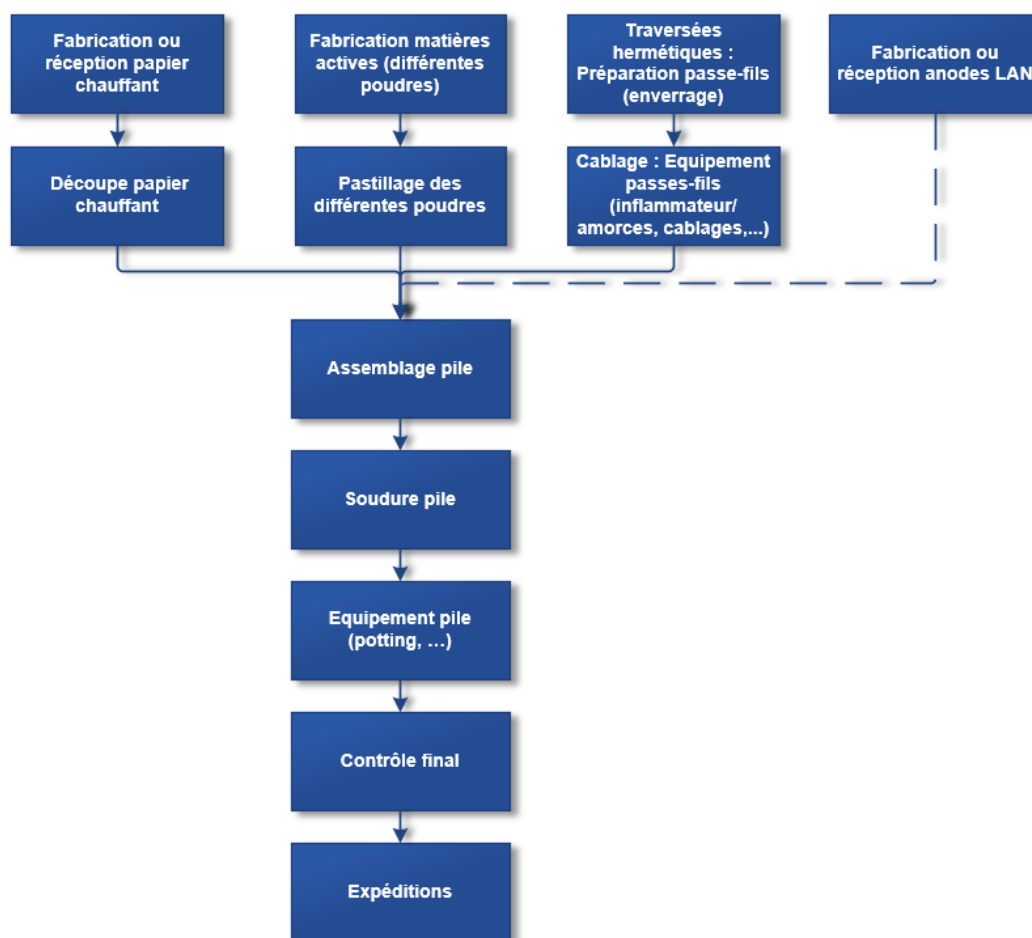 Fabrication ou
réception papier
chauffant
Fabrication matières
actives (différentes
poudres)
Traversées
hermétiques :
Préparation passe-fils
(enverrage)
Fabrication ou
réception anodes LAN
Découpe papier
chauffant
Pastillage des
différentes poudres
Cablage : Equipement
passes-fils
(inflammateur/
amorces, cablages,...)
Assemblage pile
Soudure pile
Equipement pile
(potting, …)
Contrôle final
Expéditions